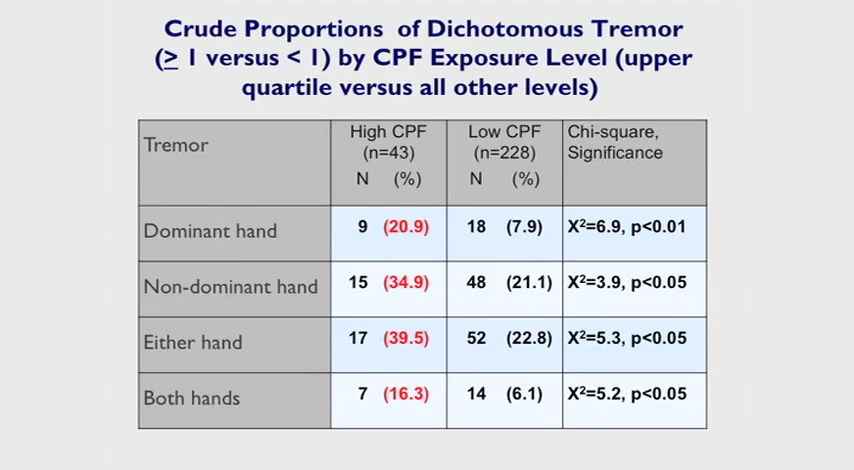 Crude Proportions of Dichotomous Tremor
(≥ 1 versus < 1) by CPF Exposure Level (upper
quartile versus all other levels)
Tremor
High CPF
(n=43)
N (%)
Low CPF
(n=228)
N (%)
Chi-square,
Significance
Dominant hand 9 (20.9) 18 (7.9) X²=6.9, p<0.01
Non-dominant hand 15 (34.9) 48 (21.1) X²=3.9, p<0.05
Either hand 17 (39.5) 52 (22.8) X²=5.3, p<0.05
Both hands 7 (16.3) 14 (6.1) X²=5.2, p<0.05